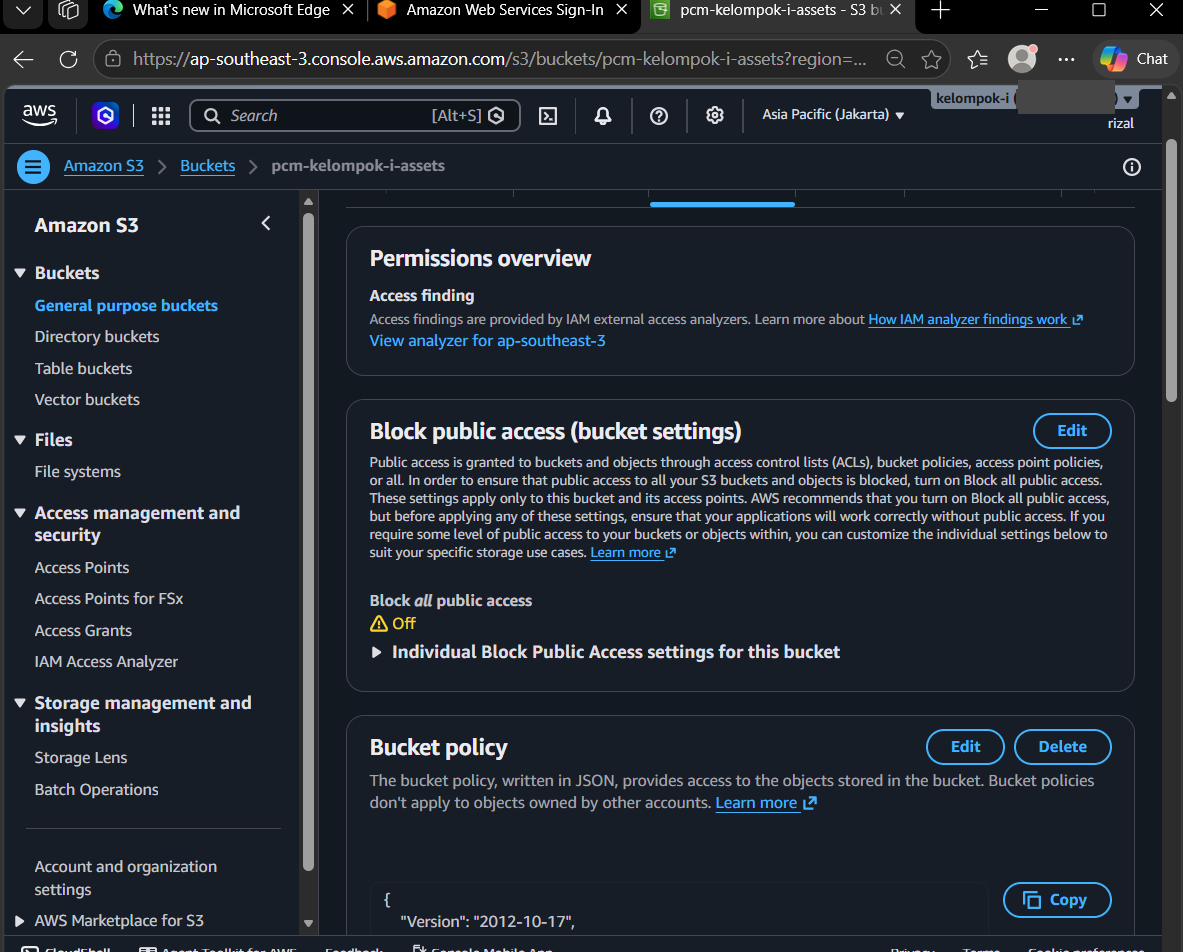 What's new in Microsoft Edge
Amazon Web Services Sign-In
pcm-kelompok-i-assets - S3 bu
https://ap-southeast-3.console.aws.amazon.com/s3/buckets/pcm-kelompok-i-assets?region=...
Chat
aws
Search
[Alt+S]
Asia Pacific (Jakarta)
kelompok-i (
)
rizal
Amazon S3
Buckets
pcm-kelompok-i-assets
Amazon S3
Buckets
General purpose buckets
Directory buckets
Table buckets
Vector buckets
Files
File systems
Access management and
security
Access Points
Access Points for FSx
Access Grants
IAM Access Analyzer
Storage management and
insights
Storage Lens
Batch Operations
Account and organization
settings
AWS Marketplace for S3
Permissions overview
Access finding
Access findings are provided by IAM external access analyzers. Learn more about How IAM analyzer findings work
View analyzer for ap-southeast-3
Block public access (bucket settings)
Edit
Public access is granted to buckets and objects through access control lists (ACLs), bucket policies, access point policies,
or all. In order to ensure that public access to all your S3 buckets and objects is blocked, turn on Block all public access.
These settings apply only to this bucket and its access points. AWS recommends that you turn on Block all public access,
but before applying any of these settings, ensure that your applications will work correctly without public access. If you
require some level of public access to your buckets or objects within, you can customize the individual settings below to
suit your specific storage use cases. Learn more
Block all public access
Off
Individual Block Public Access settings for this bucket
Bucket policy
Edit
Delete
The bucket policy, written in JSON, provides access to the objects stored in the bucket. Bucket policies
don't apply to objects owned by other accounts. Learn more
{
"Version": "2012-10-17",
Copy
CloudShell
Agent Toolkit for AWS
Feedback
Console Mobile App
Privacy
Terms
Cookie preferences